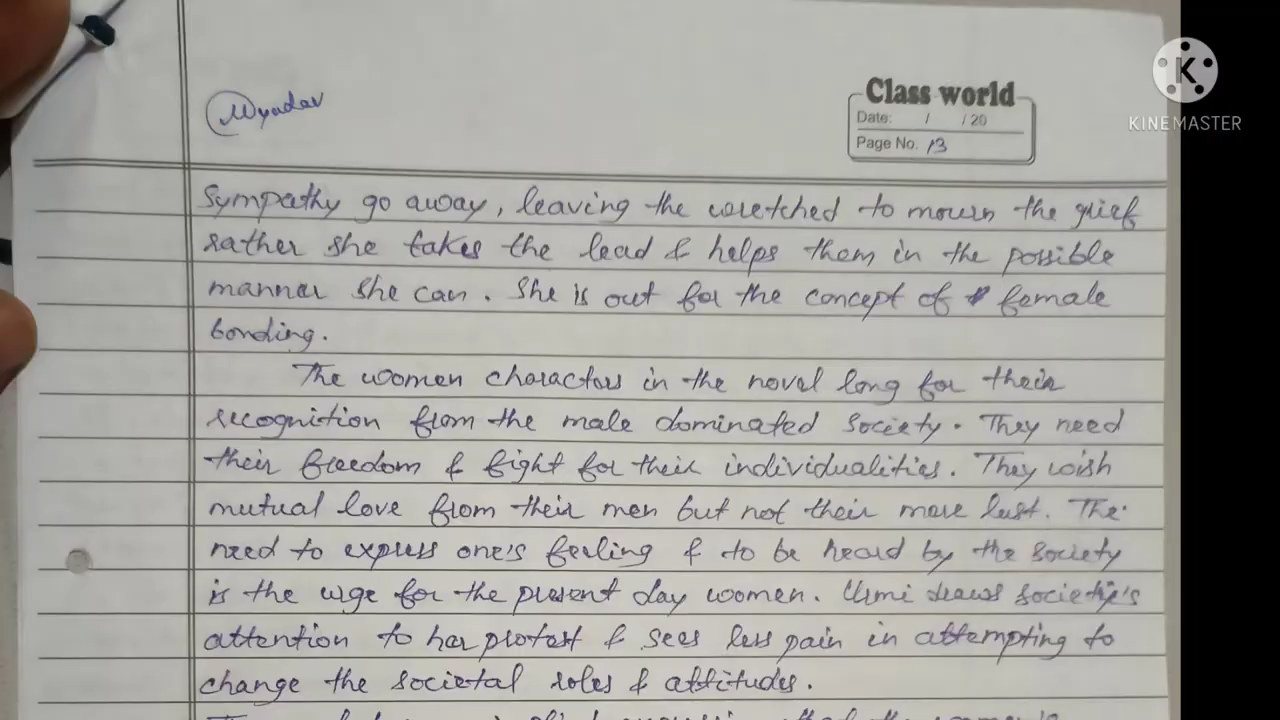 Wyadav
Class world
Date: / / 20
Page No. 13
KINEMASTER
Sympathy go away, leaving the wretched to mourn the grief
rather she takes the lead & helps them in the possible
manner she can. She is out for the concept of female
bonding.
The women charactors in the novel long for their
recognition from the male dominated society. They need
their freedom & fight for their individualities. They wish
mutual love from their men but not their mere lust. The
need to express one's feeling & to be heard by the society
is the urge for the present day women. Urmi draws society's
attention to her protest & sees less pain in attempting to
change the societal roles & attitudes.